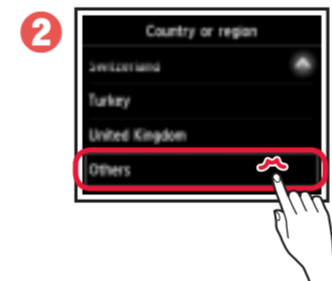 2
Country or region
Switzerland
Turkey
United Kingdom
Others